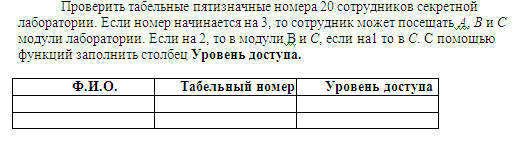 Проверить табельные пятизначные номера 20 сотрудников секретной
лаборатории. Если номер начинается на 3, то сотрудник может посещать А, В и С
модули лаборатории. Если на 2, то в модули В и С, если на1 то в С. С помощью
функций заполнить столбец Уровень доступа.
Ф.И.О. Табельный номер Уровень доступа